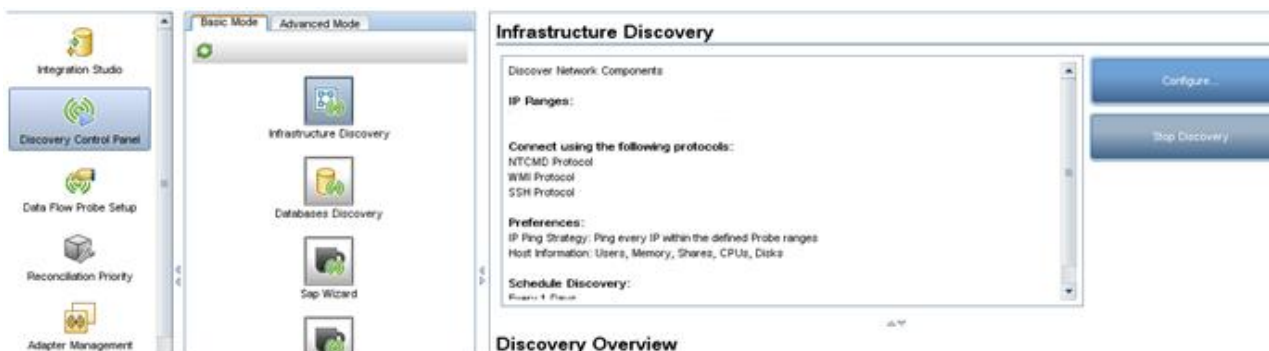 Integration Studio
Discovery Control Panel
Data Flow Probe Setup
Reconciliation Priority
Adapter Management
Basic Mode
Advanced Mode
Infrastructure Discovery
Databases Discovery
Sap Wizard
Infrastructure Discovery
Discover Network Components
IP Ranges:
Connect using the following protocols:
NTCMD Protocol
WMI Protocol
SSH Protocol
Preferences:
IP Ping Strategy: Ping every IP within the defined Probe ranges
Host Information: Users, Memory, Shares, CPUs, Disks
Schedule Discovery:
Every 1 Days
Configure...
Stop Discovery
Discovery Overview